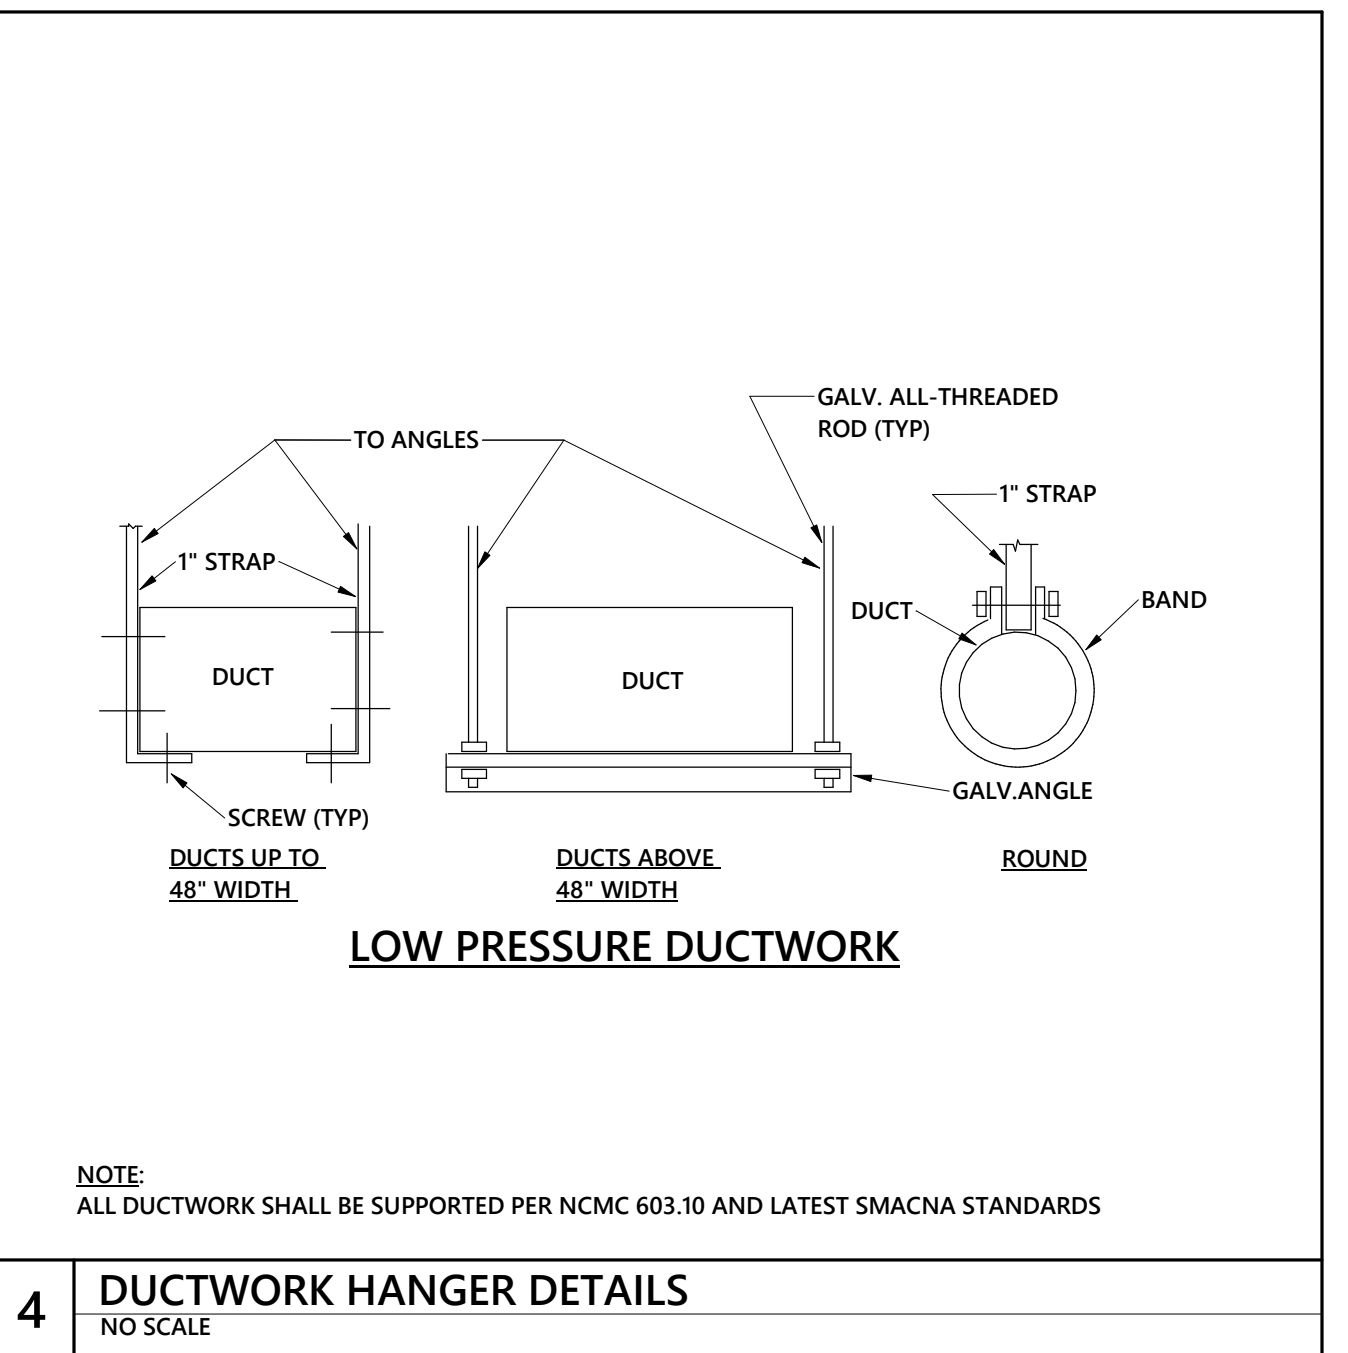 GALV. ALL-THREADED
ROD (TYP)
TO ANGLES
1" STRAP
1" STRAP
DUCT
BAND
DUCT
DUCT
GALV.ANGLE
SCREW (TYP)
DUCTS UP TO
48" WIDTH
DUCTS ABOVE
48" WIDTH
ROUND
LOW PRESSURE DUCTWORK
NOTE:
ALL DUCTWORK SHALL BE SUPPORTED PER NCMC 603.10 AND LATEST SMACNA STANDARDS
4
DUCTWORK HANGER DETAILS
NO SCALE